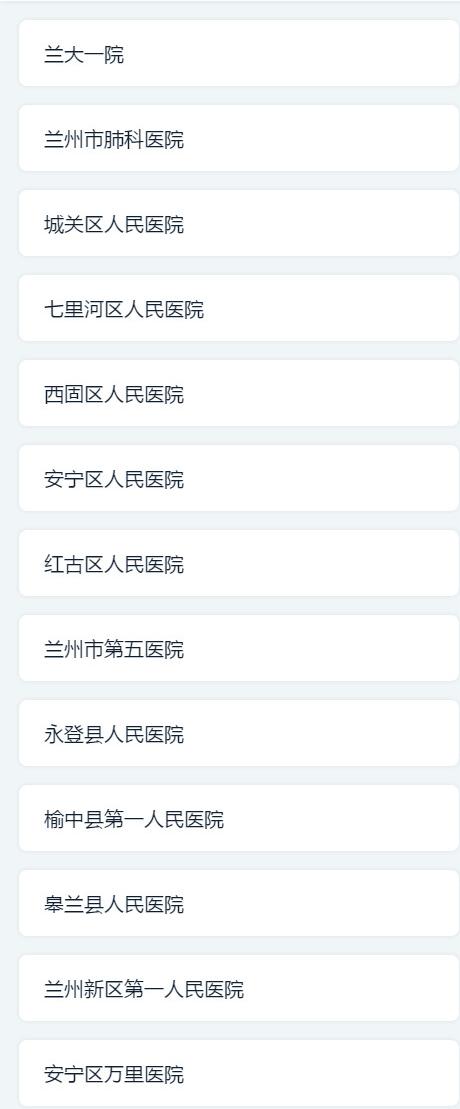 兰大一院
兰州市肺科医院
城关区人民医院
七里河区人民医院
西固区人民医院
安宁区人民医院
红古区人民医院
兰州市第五医院
永登县人民医院
榆中县第一人民医院
皋兰县人民医院
兰州新区第一人民医院
安宁区万里医院